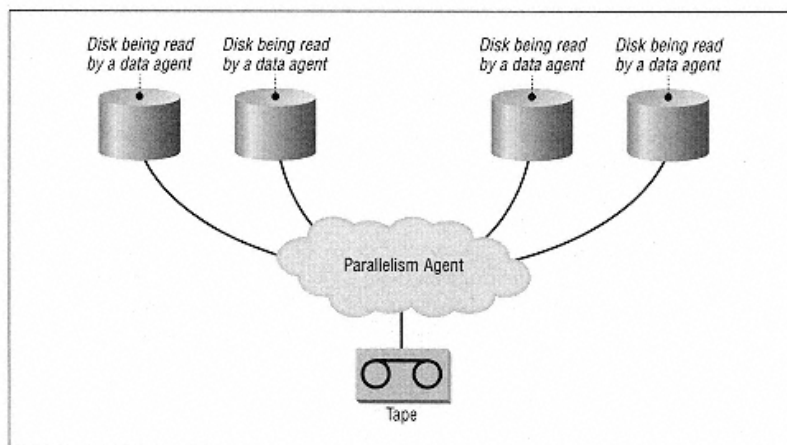 Disk being read
by a data agent
Disk being read
by a data agent
Disk being read
by a data agent
Disk being read
by a data agent
Parallelism Agent
Tape